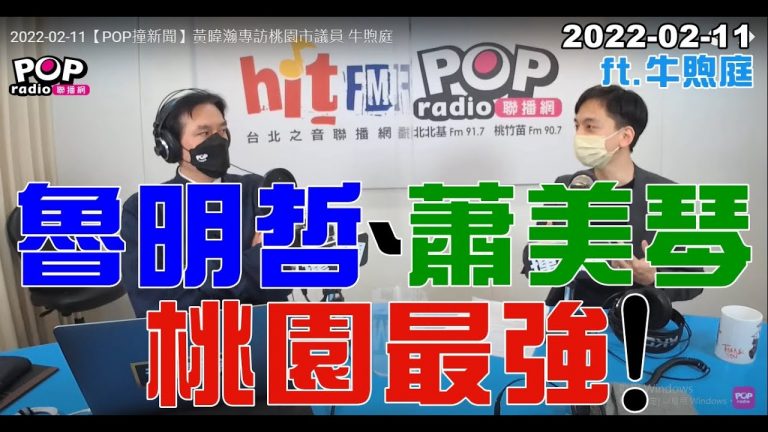 2022-02-11【POP撞新聞】黃暐瀚專訪桃園市議員 牛煦庭
2022-02-11
ft.牛煦庭
POP
radio 聯播網
hit FM
台北之音聯播網
POP
radio 聯播網
北北基 Fm 91.7 桃竹苗 Fm 90.7
魯明哲、蕭美琴
桃園最強！
AKG
Windows
Windows。
POP
radio